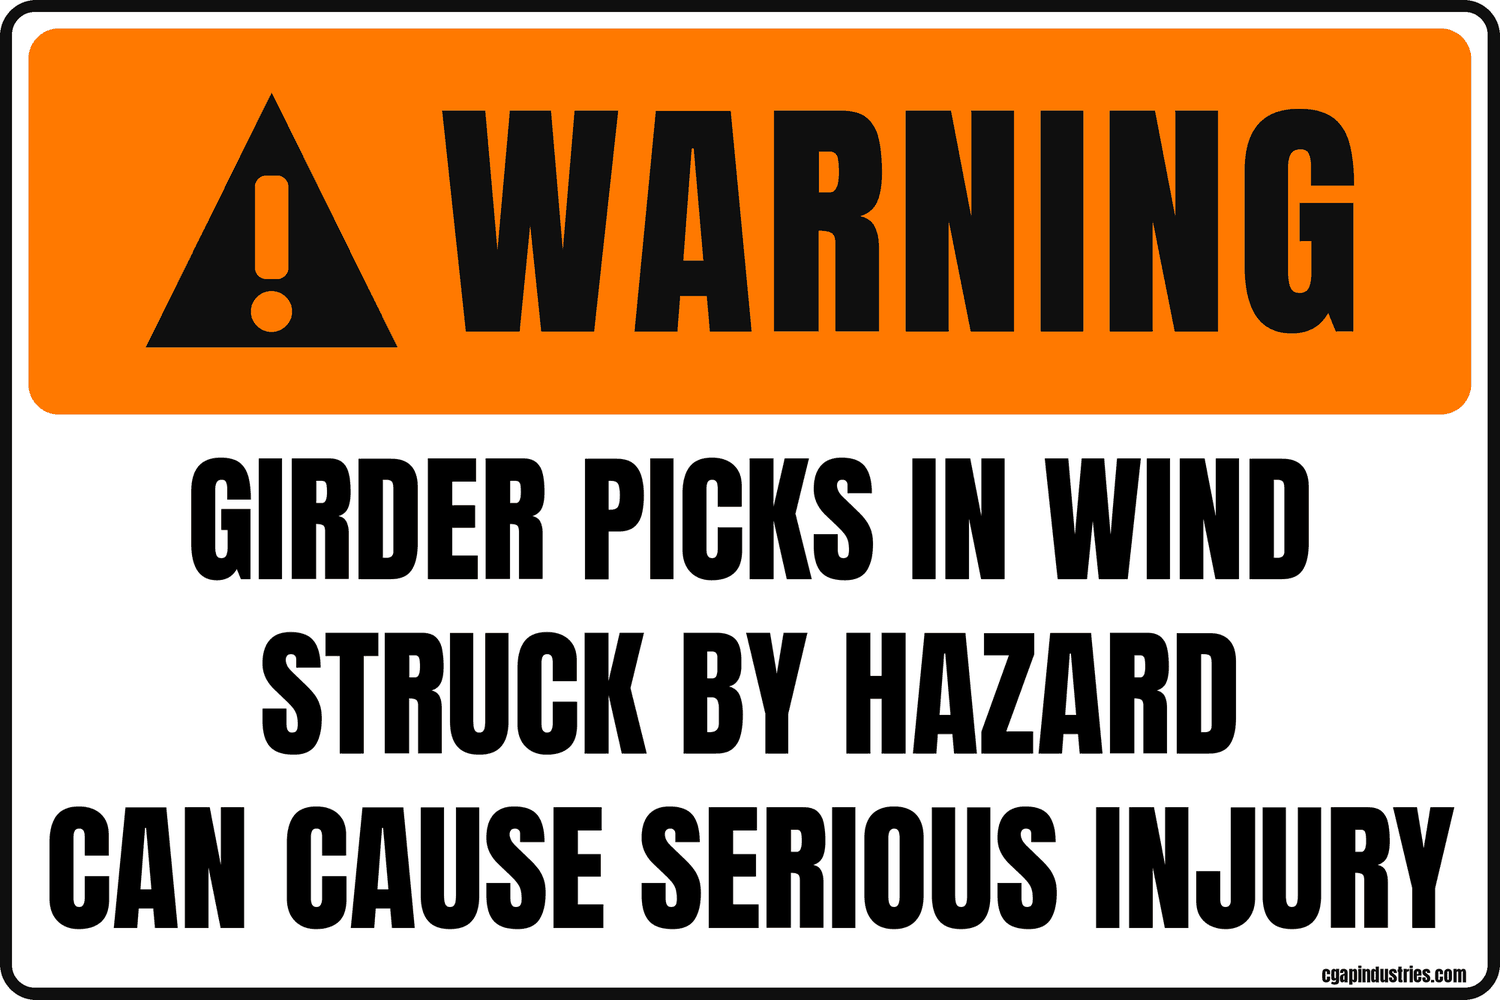 WARNING
GIRDER PICKS IN WIND
STRUCK BY HAZARD
CAN CAUSE SERIOUS INJURY
cgapindustries.com